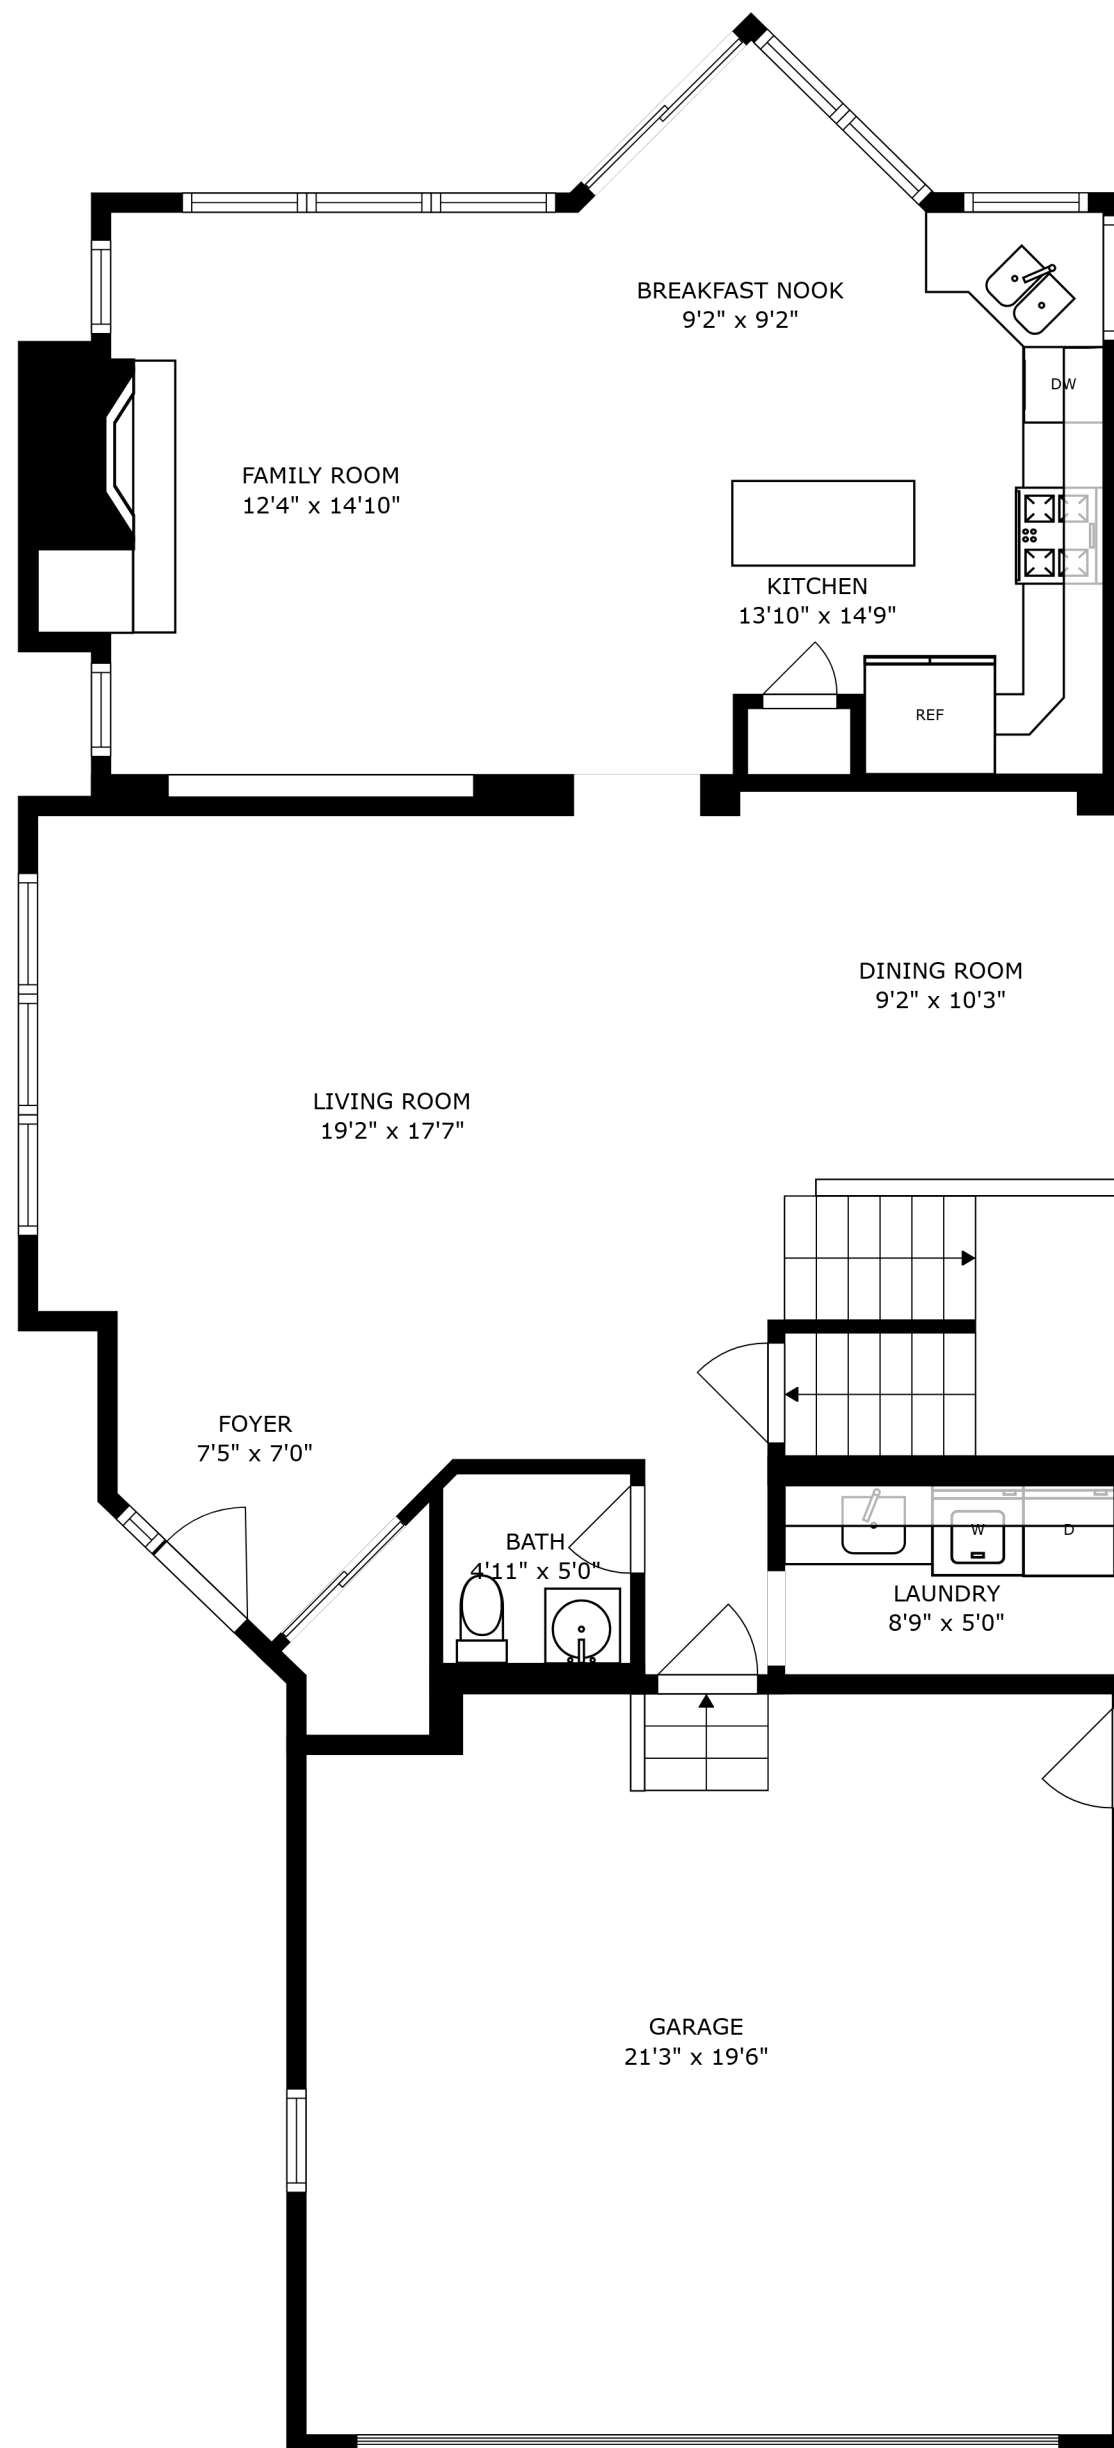 BREAKFAST NOOK
9'2" x 9'2"
DW
FAMILY ROOM
12'4" x 14'10"
KITCHEN
13'10" x 14'9"
REF
DINING ROOM
9'2" x 10'3"
LIVING ROOM
19'2" x 17'7"
FOYER
7'5" x 7'0"
BATH
4'11" x 5'0"
W
D
LAUNDRY
8'9" x 5'0"
GARAGE
21'3" x 19'6"